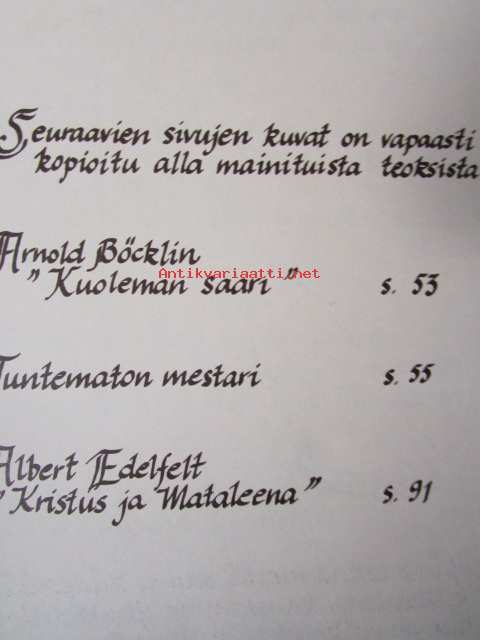 Seuraavien sivujen kuvat on vapaasti
kopioitu alla mainituista teoksista
Arnold Böcklin
Antikvariaatti.net
"Kuoleman saari" s. 53
Tuntematon mestari s. 55
Albert Edelfelt
"Kristus ja Mataleena" s. 91